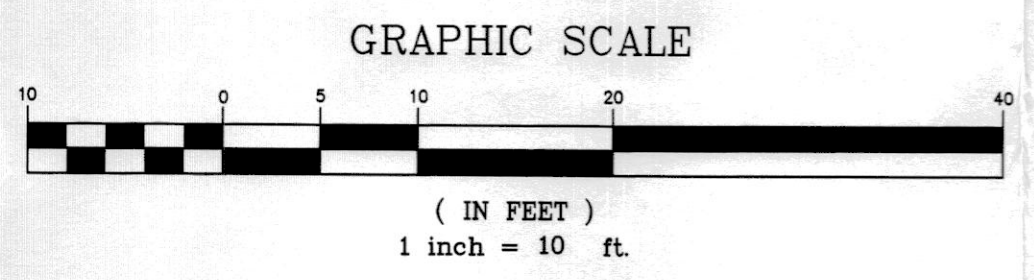 GRAPHIC SCALE
10 0 5 10 20 40
( IN FEET )
1 inch = 10 ft.